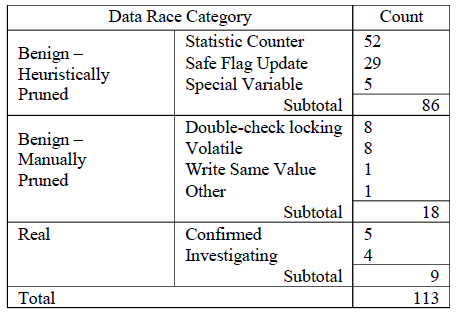 Data Race Category Count
Benign – Heuristically Pruned
Statistic Counter 52
Safe Flag Update 29
Special Variable 5
Subtotal 86
Benign – Manually Pruned
Double-check locking 8
Volatile 8
Write Same Value 1
Other 1
Subtotal 18
Real
Confirmed 5
Investigating 4
Subtotal 9
Total 113